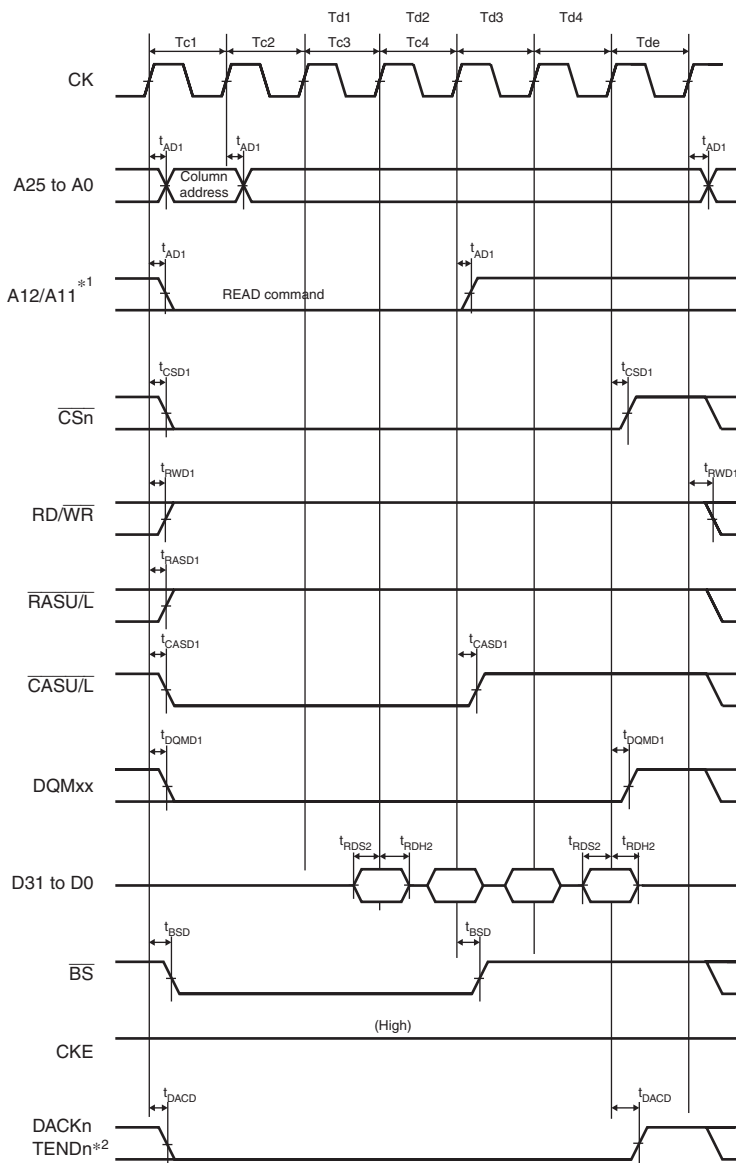 Td1 Td2 Td3 Td4
Tc1 Tc2 Tc3 Tc4 Tde
CK
tAD1 tAD1 tAD1
A25 to A0
Column
address
tAD1 tAD1
A12/A11*1
READ command
tCSD1 tCSD1
CSn
tRWD1 tRWD1
RD/WR
tRASD1
RASU/L
tCASD1 tCASD1
CASU/L
tDQMD1 tDQMD1
DQMxx
tRDS2 tRDH2 tRDS2 tRDH2
D31 to D0
tBSD tBSD
BS
(High)
CKE
tDACD tDACD
DACKn
TENDn*2